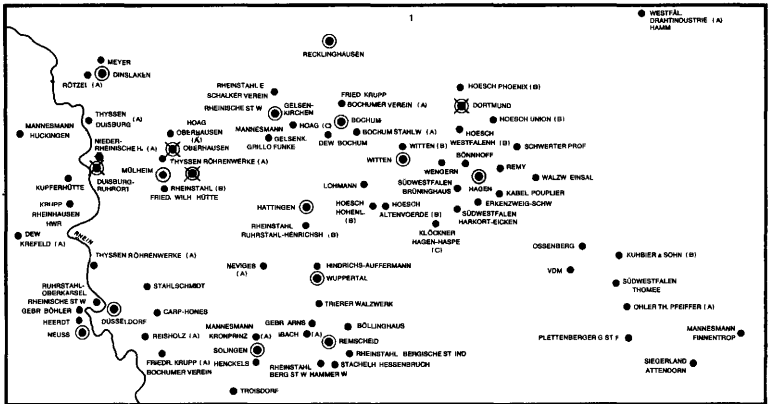 1
WESTFÄL.
DRAHTINDUSTRIE (A)
HAMM
RECKLINGHAUSEN
MEYER
DINSLAKEN
RÖTZEL (A)
RHEINSTAHL E
SCHALKER VEREIN
RHEINISCHE ST W
GELSEN-
KIRCHEN
FRIED KRUPP
BOCHUMER VEREIN (A)
HOESCH PHOENIX (B)
DORTMUND
THYSSEN
DUISBURG (A)
MANNESMANN
HUCKINGEN
HOAG
OBERHAUSEN (A)
OBERHAUSEN
MANNESMANN
GRILLO FUNKE
GELSENK.
HOAG (C)
BOCHUM
DEW BOCHUM
BOCHUM STAHLW (A)
HOESCH UNION (B)
HOESCH
WESTFALENH (B)
SCHWERTER PROF
NIEDER-
RHEINISCHE H. (A)
THYSSEN RÖHRENWERKE (A)
MÜLHEIM
DUISBURG-
RUHRORT
KUPFERHÜTTE
RHEINSTAHL (B)
FRIED. WILH HÜTTE
WITTEN
WITTEN (B)
BÖNNHOFF
WENGERN
REMY
WALZW EINSAL
HAGEN
LOHMANN
SÜDWESTFALEN
BRÜNINGHAUS
KABEL POUPLIER
ERKENZWEIG-SCHW
KRUPP
RHEINHAUSEN
HWR
HATTINGEN
HOESCH
HOHENL.
(B)
HOESCH
ALTENVOERDE (B)
SÜDWESTFALEN
HARKORT-EICKEN
DEW
KREFELD (A)
RHEIN
RHEINSTAHL
RUHRSTAHL-HENRICHSH (B)
KLÖCKNER
HAGEN-HASPE
(C)
OSSENBERG
KUHBIER & SOHN (B)
THYSSEN RÖHRENWERKE (A)
NEVIGES
(A)
HINDRICHS-AUFFERMANN
WUPPERTAL
VDM
SÜDWESTFALEN
THOMEE
RUHRSTAHL-
OBERKASSEL
RHEINISCHE ST W
STAHLSCHMIDT
TRIERER WALZWERK
OHLER TH. PFEIFFER (A)
GEBR BÖHLER
HEERDT
NEUSS
DÜSSELDORF
CARP-HONES
REISHOLZ (A)
MANNESMANN
KRONPRINZ (A)
SOLINGEN
GEBR ARNS
IBACH (A)
BÖLLINGHAUS
REMSCHEID
PLETTENBERGER G ST F
MANNESMANN
FINNENTROP
FRIEDR. KRUPP (A)
BOCHUMER VEREIN
HENCKELS
RHEINSTAHL BERGISCHE ST IND
RHEINSTAHL
BERG ST W HAMMER W
STACHELH HESSENBRUCH
SIEGERLAND
ATTENDORN
TROISDORF